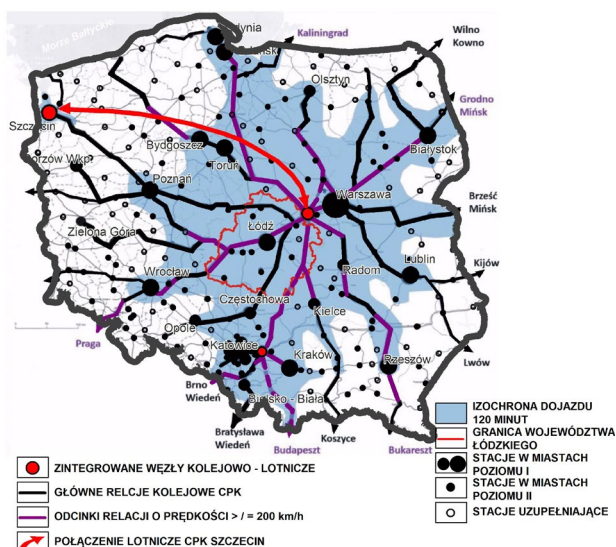 Morze Bałtyckie
Gdynia
Kaliningrad
Wilno
Kowno
Olsztyn
Szczecin
Grodno
Mińsk
Bydgoszcz
Białystok
Toruń
Poznań
Warszawa
Brześć
Mińsk
Zielona Góra
Łódź
Kijów
Wrocław
Radom
Lublin
Częstochowa
Praga
Opole
Kielce
Lwów
Katowice
Kraków
Rzeszów
Brno
Wiedeń
Bielsko - Biała
Bratysława
Wiedeń
Koszyce
Budapeszt
Bukareszt
ZINTEGROWANE WĘZŁY KOLEJOWO - LOTNICZE
GŁÓWNE RELCJE KOLEJOWE CPK
ODCINKI RELACJI O PRĘDKOŚCI > / = 200 km/h
POŁĄCZENIE LOTNICZE CPK SZCZECIN
IZOCHRONA DOJAZDU
120 MINUT
GRANICA WOJEWÓDZTWA
ŁÓDZKIEGO
STACJE W MIASTACH
POZIOMU I
STACJE W MIASTACH
POZIOMU II
STACJE UZUPEŁNIAJĄCE